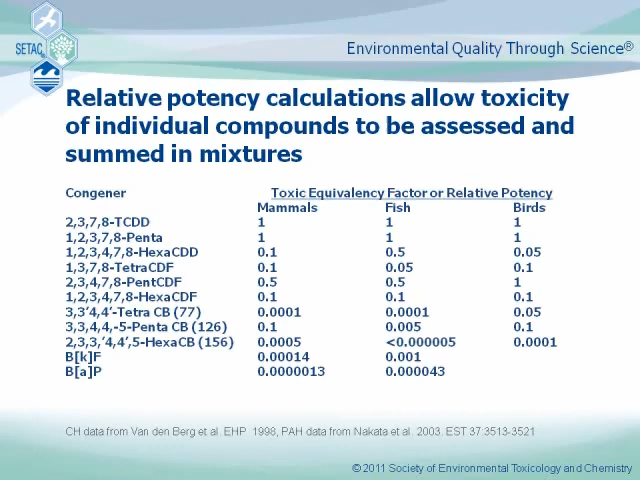 SETAC
Environmental Quality Through Science®
Relative potency calculations allow toxicity
of individual compounds to be assessed and
summed in mixtures
Congener Toxic Equivalency Factor or Relative Potency
Mammals Fish Birds
2,3,7,8-TCDD 1 1 1
1,2,3,7,8-Penta 1 1 1
1,2,3,4,7,8-HexaCDD 0.1 0.5 0.05
1,3,7,8-TetraCDF 0.1 0.05 0.1
2,3,4,7,8-PentCDF 0.5 0.5 1
1,2,3,4,7,8-HexaCDF 0.1 0.1 0.1
3,3’4,4’-Tetra CB (77) 0.0001 0.0001 0.05
3,3,4,4,-5-Penta CB (126) 0.1 0.005 0.1
2,3,3,’4,4’,5-HexaCB (156) 0.0005 <0.000005 0.0001
B[k]F 0.00014 0.001
B[a]P 0.0000013 0.000043
CH data from Van den Berg et al. EHP 1998, PAH data from Nakata et al. 2003. EST 37:3513-3521
© 2011 Society of Environmental Toxicology and Chemistry